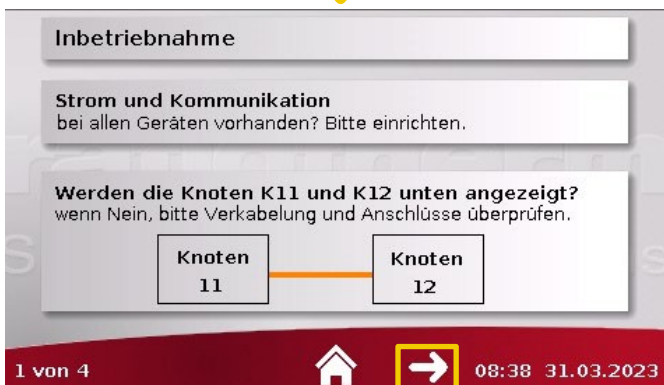 Inbetriebnahme
Strom und Kommunikation
bei allen Geräten vorhanden? Bitte einrichten.
Werden die Knoten K11 und K12 unten angezeigt?
wenn Nein, bitte Verkabelung und Anschlüsse überprüfen.
Knoten
11
Knoten
12
1 von 4
08:38 31.03.2023